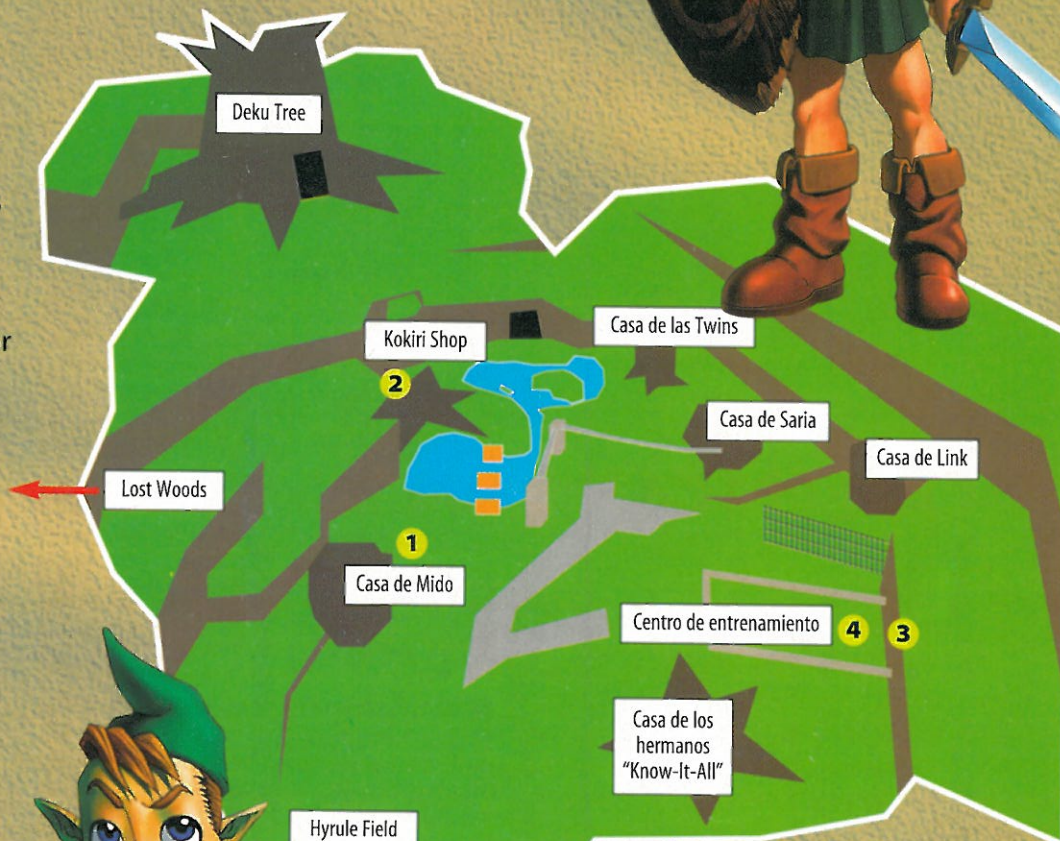 Deku Tree
r
Kokiri Shop
Casa de las Twins
2
Casa de Saria
Casa de Link
Lost Woods
1
Casa de Mido
Centro de entrenamiento
4
3
Casa de los
hermanos
"Know-It-All"
Hyrule Field